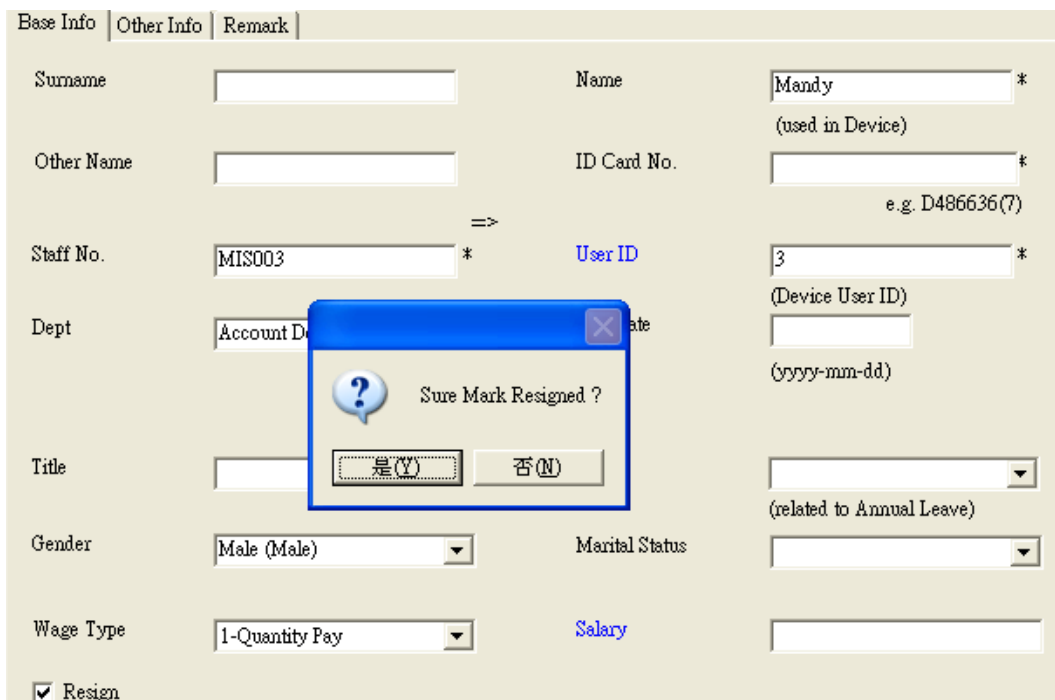 Base Info Other Info Remark
Surname Name Mandy *
(used in Device)
Other Name ID Card No. *
e.g. D486636(7)
=>
Staff No. MIS003 * User ID 3 *
(Device User ID)
Dept Account
(yyyy-mm-dd)
Sure Mark Resigned ?
是(Y) 否(N)
Title
(related to Annual Leave)
Gender Male (Male) Marital Status
Wage Type 1-Quantity Pay Salary
Resign